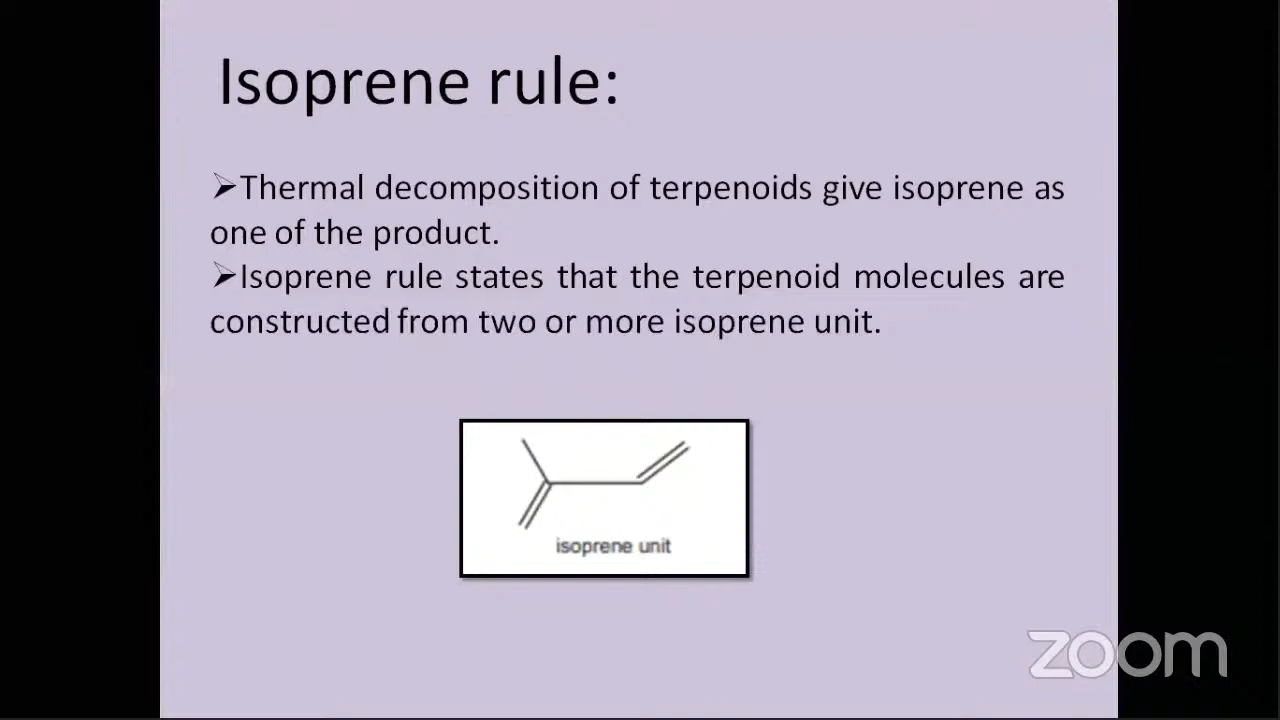 Isoprene rule:
➢Thermal decomposition of terpenoids give isoprene as
one of the product.
➢Isoprene rule states that the terpenoid molecules are
constructed from two or more isoprene unit.
isoprene unit
zoom